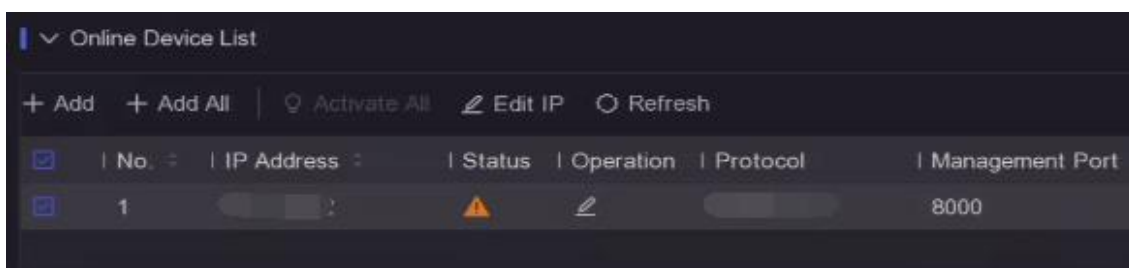 Online Device List
+ Add + Add All Activate All Edit IP Refresh
No. IP Address Status Operation Protocol Management Port
1 8000